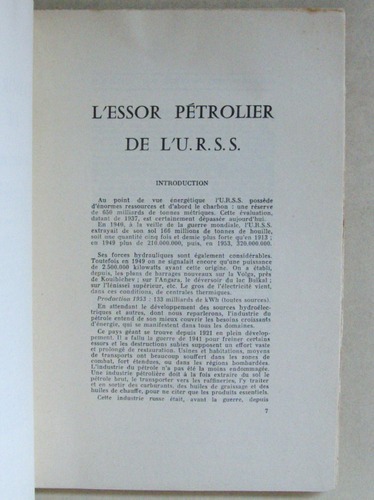 L'ESSOR PÉTROLIER
DE L'U.R.S.S.
INTRODUCTION
Au point de vue énergétique l'U.R.S.S. possède
d'énormes ressources et d'abord le charbon : une réserve
de 650 milliards de tonnes métriques. Cette évaluation,
datant de 1937, est certainement dépassée aujourd'hui.
En 1940, à la veille de la guerre mondiale, l'U.R.S.S.
extrayait de son sol 166 millions de tonnes de houille,
soit une quantité cinq fois et demie plus forte qu'en 1913 ;
en 1949 plus de 216.000.000, puis, en 1953, 320.000.000.
Ses forces hydrauliques sont également considérables.
Toutefois en 1949 on ne signalait encore qu'une puissance
de 2.500.000 kilowatts ayant cette origine. On a établi,
depuis, les plans de barrages nouveaux sur la Volga, près
de Kouibichev ; sur l'Angara, le déversoir du lac Baïkal ;
sur l'Iénisseï supérieur, etc. Le gros de l'électricité vient,
dans ces conditions, de centrales thermiques.
Production 1953 : 133 milliards de kWh (toutes sources).
En attendant le développement des sources hydroélec-
triques et autres, dont nous reparlerons, l'industrie du
pétrole entend de son mieux couvrir les besoins croissants
d'énergie, qui se manifestent dans tous les domaines.
Ce pays géant se trouve depuis 1921 en plein dévelop-
pement. Il a fallu la guerre de 1941 pour freiner certains
essors et les destructions subies supposent un effort vaste
et prolongé de restauration. Usines et habitations, moyens
de transports ont beaucoup souffert dans les zones de
combat, fort étendues, ou dans les régions bombardées.
L'industrie du pétrole n'a pas été la moins endommagée.
Une industrie pétrolière doit à la fois extraire du sol le
pétrole brut, le transporter vers les raffineries, l'y traiter
et en sortir des carburants, des huiles de graissage et des
huiles de chauffe, pour ne citer que les produits essentiels.
Cette industrie russe était, avant la guerre, depuis
7